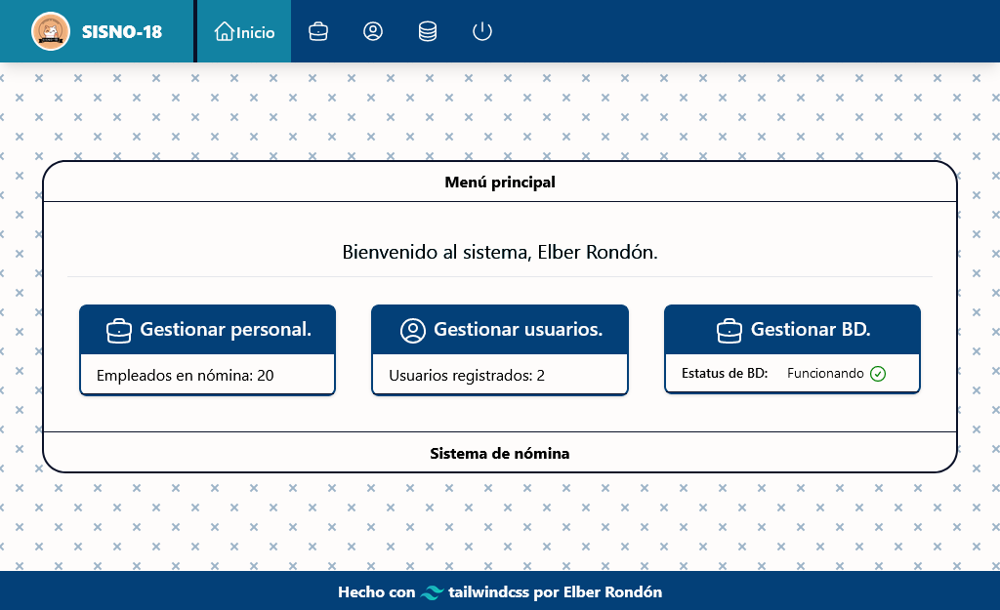 SISNO-18
Inicio
Menú principal
Bienvenido al sistema, Elber Rondón.
Gestionar personal.
Empleados en nómina: 20
Gestionar usuarios.
Usuarios registrados: 2
Gestionar BD.
Estatus de BD: Funcionando
Sistema de nómina
Hecho con tailwindcss por Elber Rondón